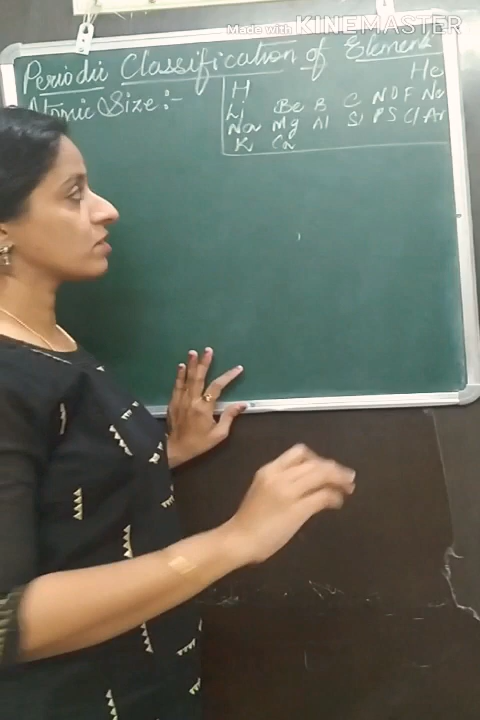 Made with KINEMASTER
Periodic Classification of Element
Atomic Size :-
H He
Li Be B C N O F Ne
Na Mg Al Si P S Cl Ar
K Ca